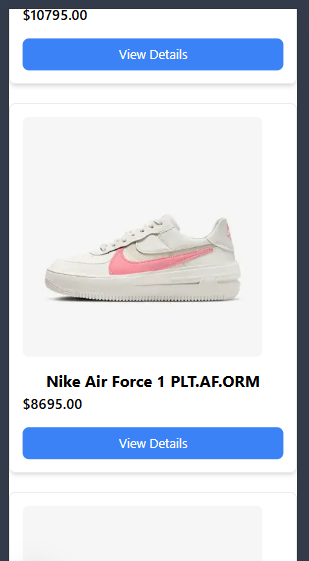 $10795.00
View Details
Nike Air Force 1 PLT.AF.ORM
$8695.00
View Details